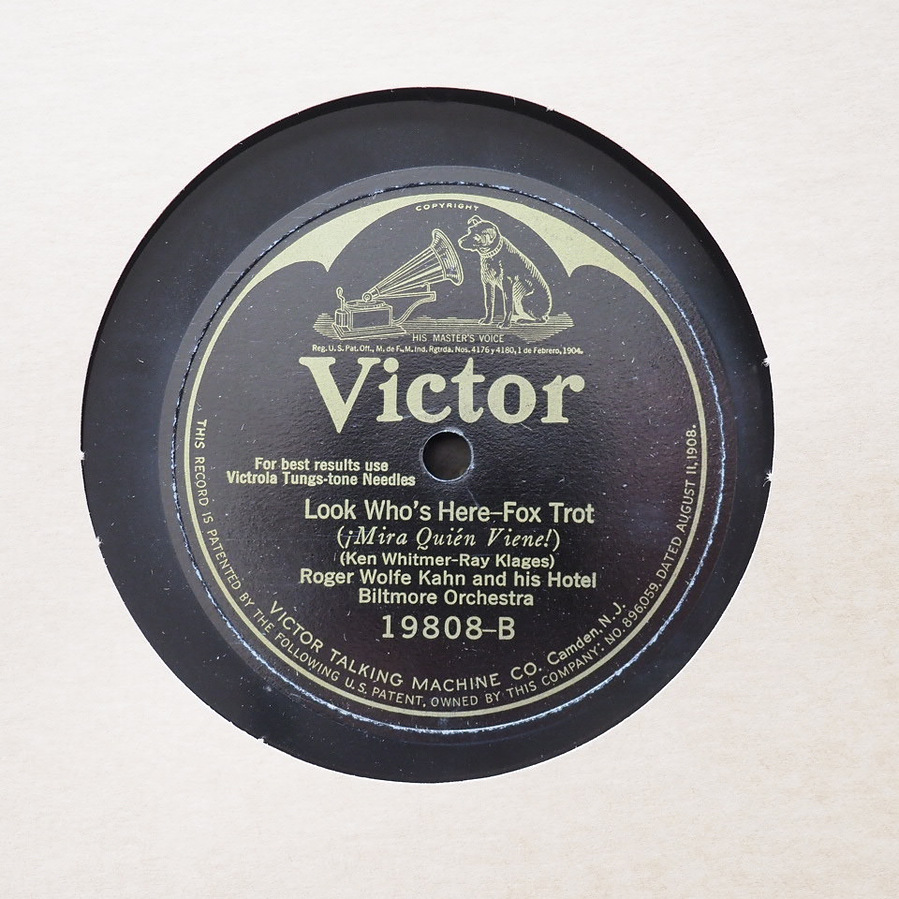 COPYRIGHT
HIS MASTER'S VOICE
Reg. U.S. Pat. Off., M. de F., M. Ind. Rgtrda. Nos. 4176 y 4180, 1 de Febrero, 1904.
Victor
For best results use
Victrola Tungs-tone Needles
Look Who's Here–Fox Trot
(¡Mira Quién Viene!)
(Ken Whitmer-Ray Klages)
Roger Wolfe Kahn and his Hotel
Biltmore Orchestra
19808-B
VICTOR TALKING MACHINE CO. Camden, N.J.
THIS RECORD IS PATENTED BY THE FOLLOWING U.S. PATENT, OWNED BY THIS COMPANY: NO. 896059, DATED AUGUST 11, 1908.